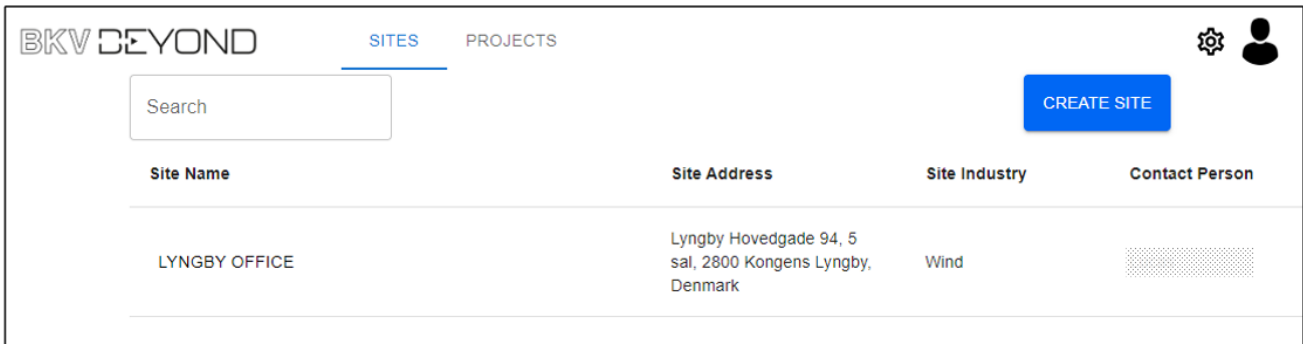 BKV BEYOND SITES PROJECTS
Search
CREATE SITE
Site Name Site Address Site Industry Contact Person
LYNGBY OFFICE
Lyngby Hovedgade 94, 5
sal, 2800 Kongens Lyngby,
Denmark
Wind